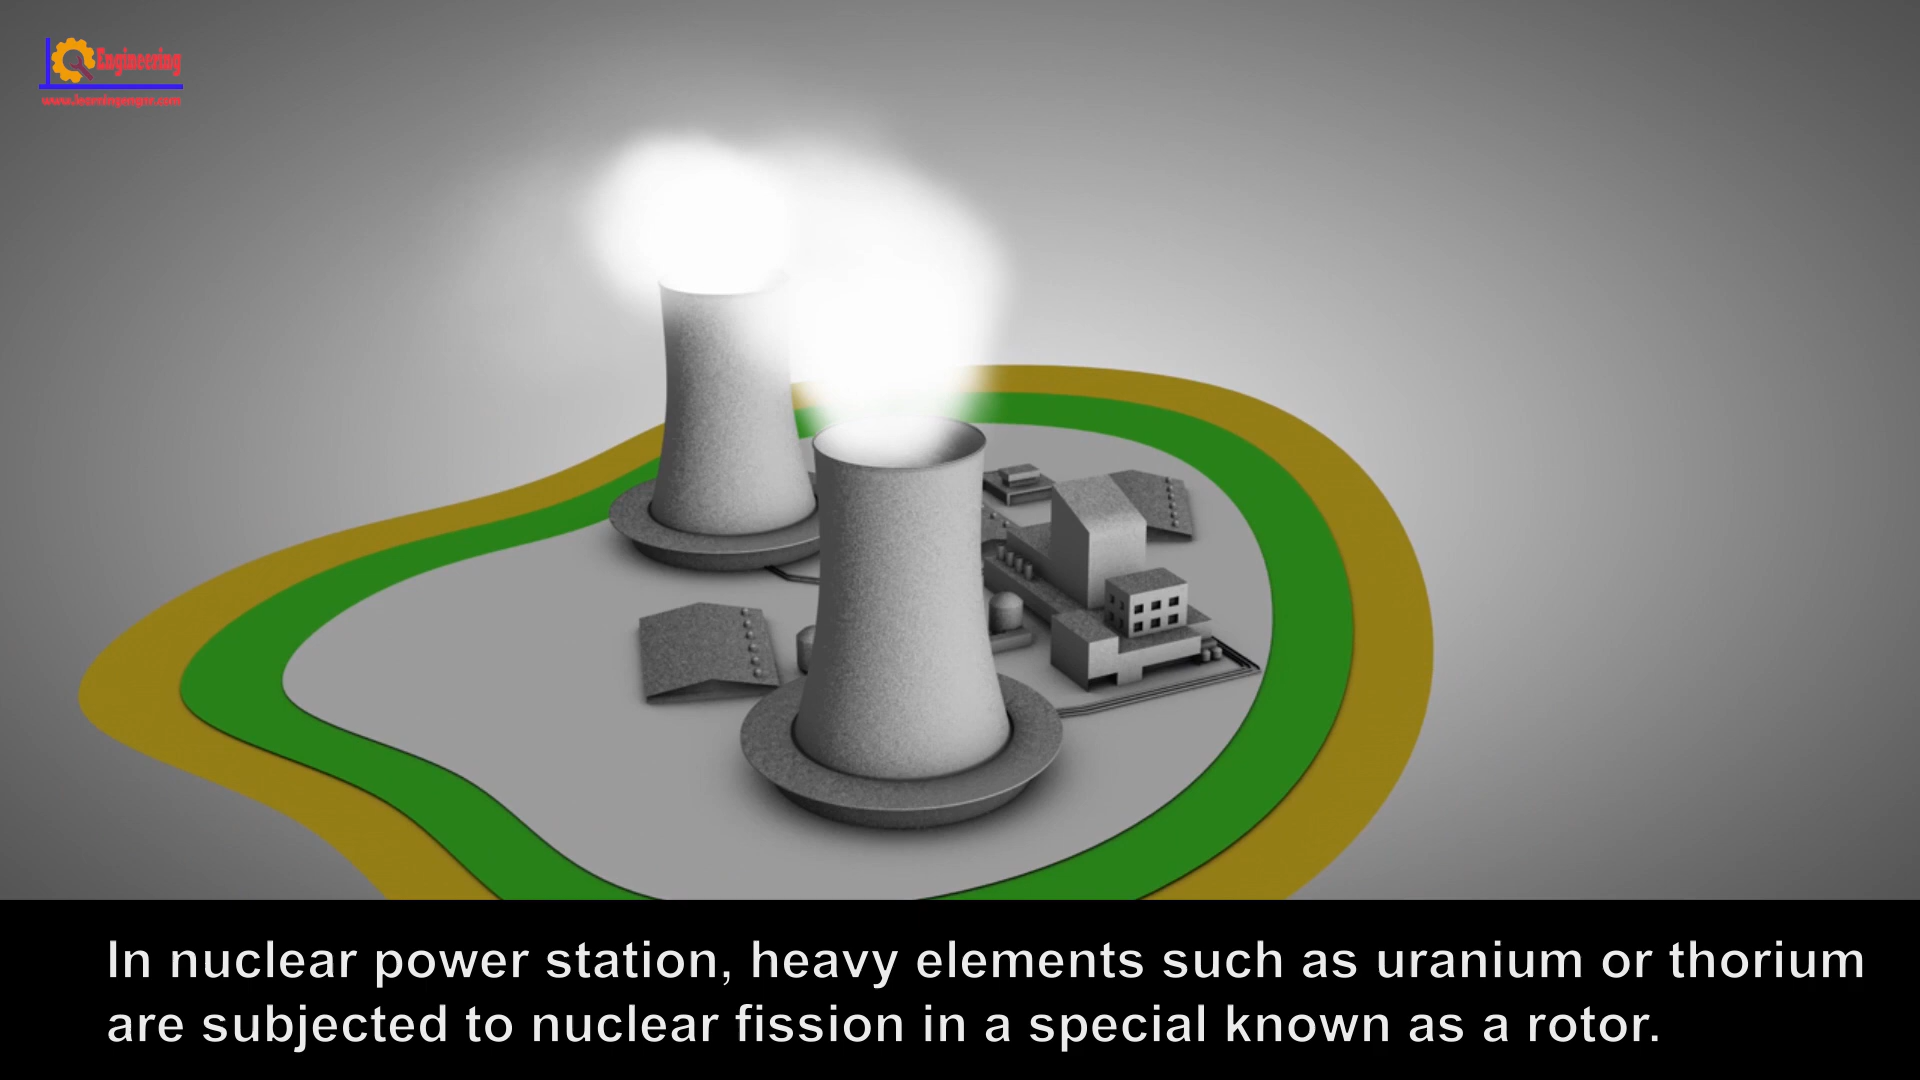 Engineering
In nuclear power station, heavy elements such as uranium or thorium
are subjected to nuclear fission in a special known as a rotor.